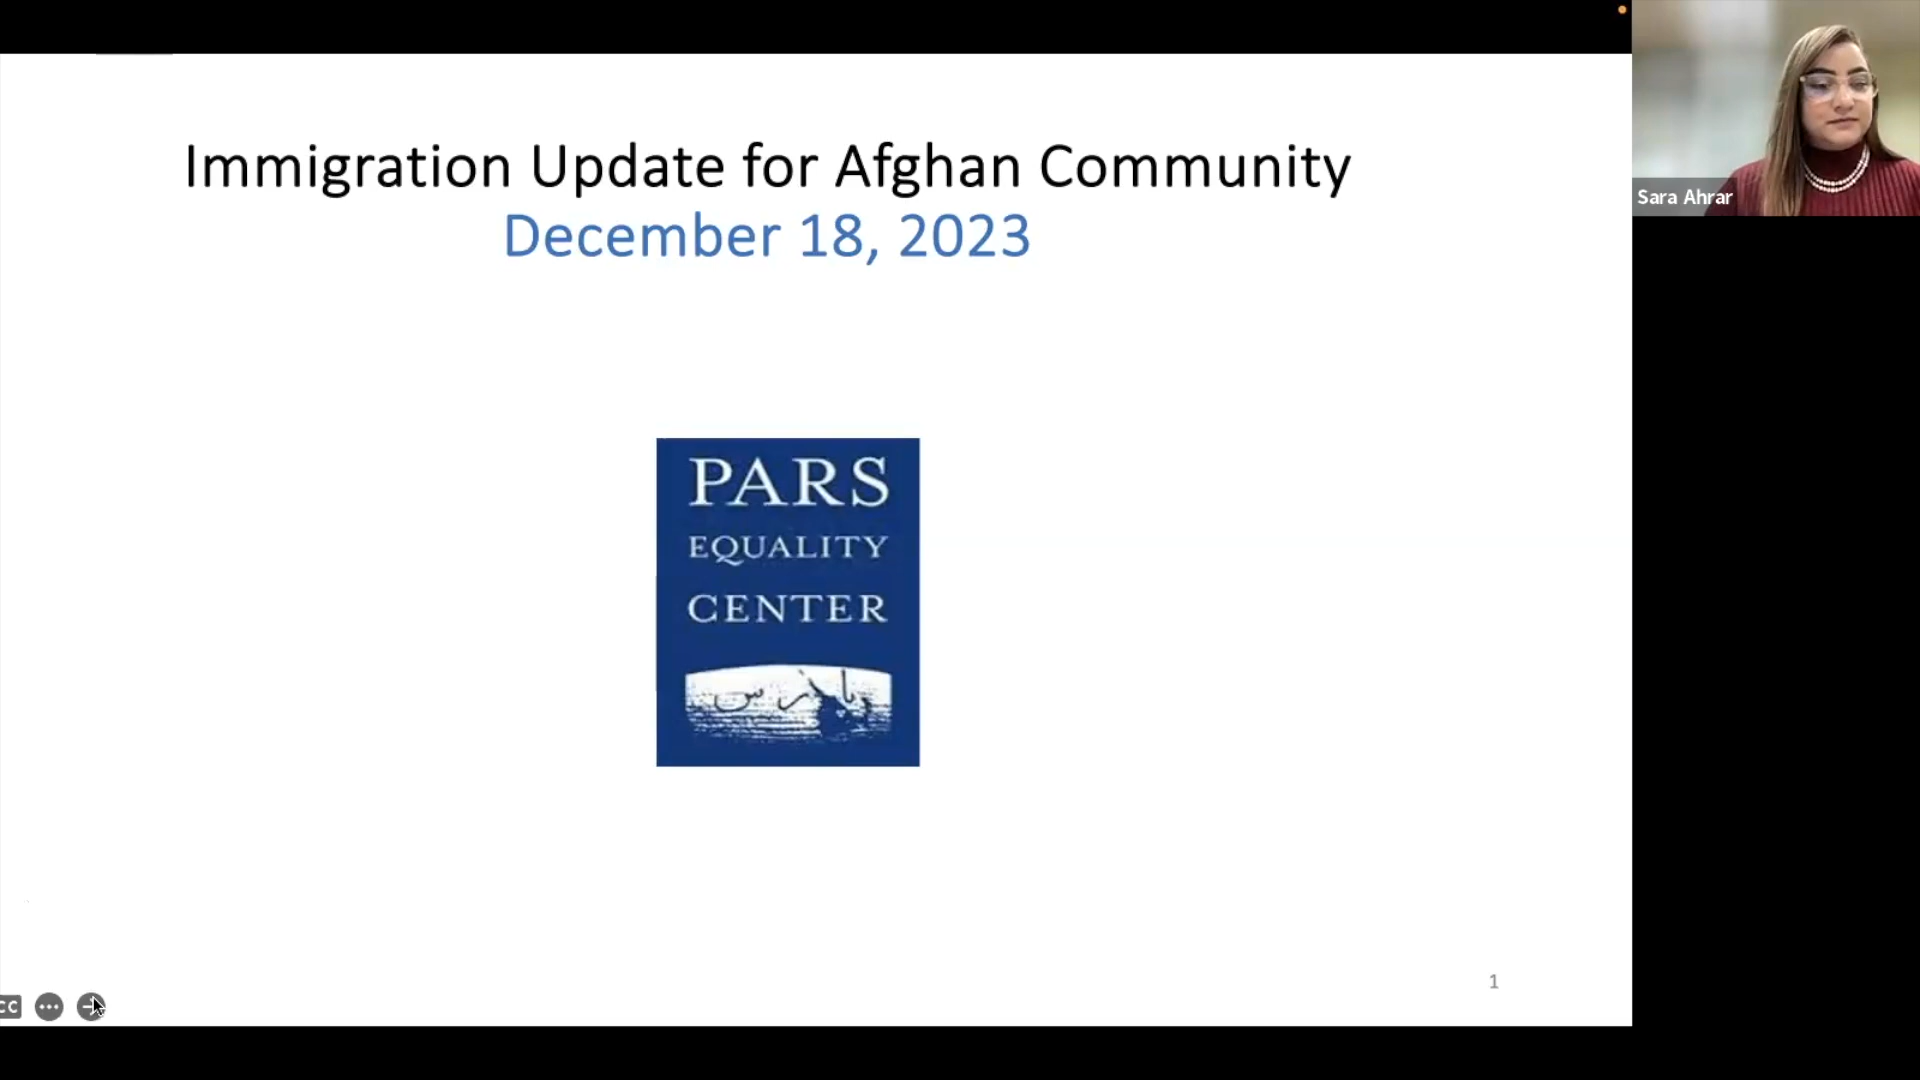 Immigration Update for Afghan Community
December 18, 2023
PARS
EQUALITY
CENTER
پارس
1
CC
Sara Ahrar